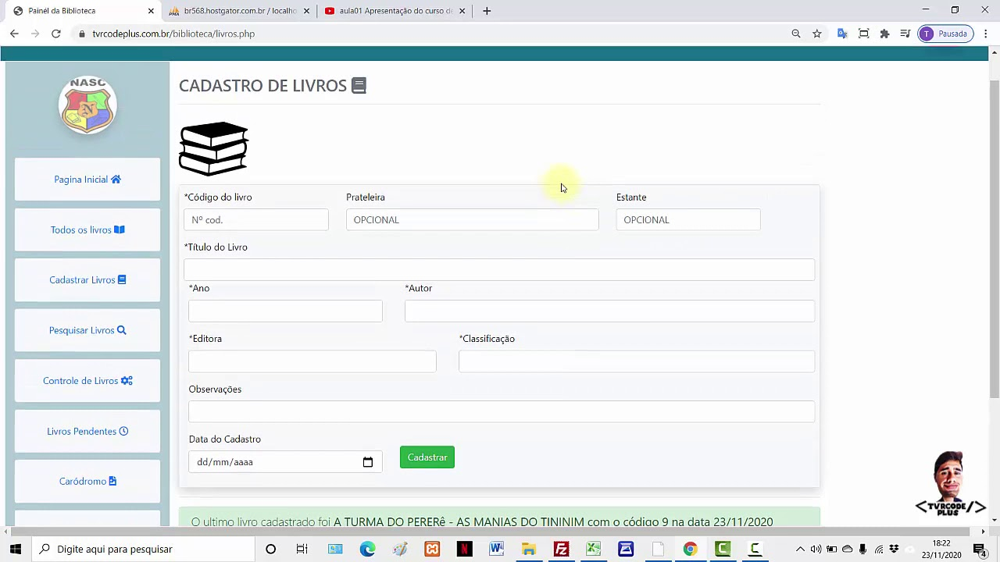 Painél da Biblioteca
br568.hostgator.com.br / localho
aula01 Apresentação do curso de
tvrcodeplus.com.br/biblioteca/livros.php
T Pausada
NASC
N
CADASTRO DE LIVROS
Pagina Inicial
Todos os livros
Cadastrar Livros
Pesquisar Livros
Controle de Livros
Livros Pendentes
Caródromo
*Código do livro Prateleira Estante
Nº cod. OPCIONAL OPCIONAL
*Título do Livro
*Ano *Autor
*Editora *Classificação
Observações
Data do Cadastro
dd/mm/aaaa Cadastrar
O ultimo livro cadastrado foi A TURMA DO PERERê - AS MANIAS DO TININIM com o código 9 na data 23/11/2020
<TVRCODE/>
PLUS
Digite aqui para pesquisar
18:22
23/11/2020
4